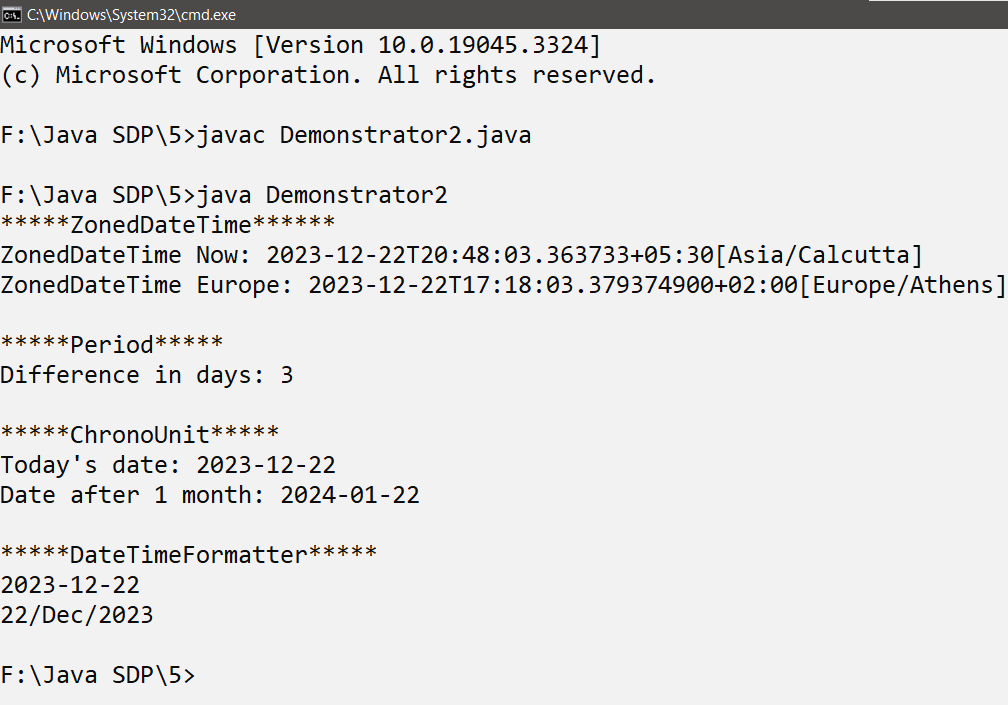 C:\Windows\System32\cmd.exe
Microsoft Windows [Version 10.0.19045.3324]
(c) Microsoft Corporation. All rights reserved.
F:\Java SDP\5>javac Demonstrator2.java
F:\Java SDP\5>java Demonstrator2
*****ZonedDateTime******
ZonedDateTime Now: 2023-12-22T20:48:03.363733+05:30[Asia/Calcutta]
ZonedDateTime Europe: 2023-12-22T17:18:03.379374900+02:00[Europe/Athens]
*****Period*****
Difference in days: 3
*****ChronoUnit*****
Today's date: 2023-12-22
Date after 1 month: 2024-01-22
*****DateTimeFormatter*****
2023-12-22
22/Dec/2023
F:\Java SDP\5>